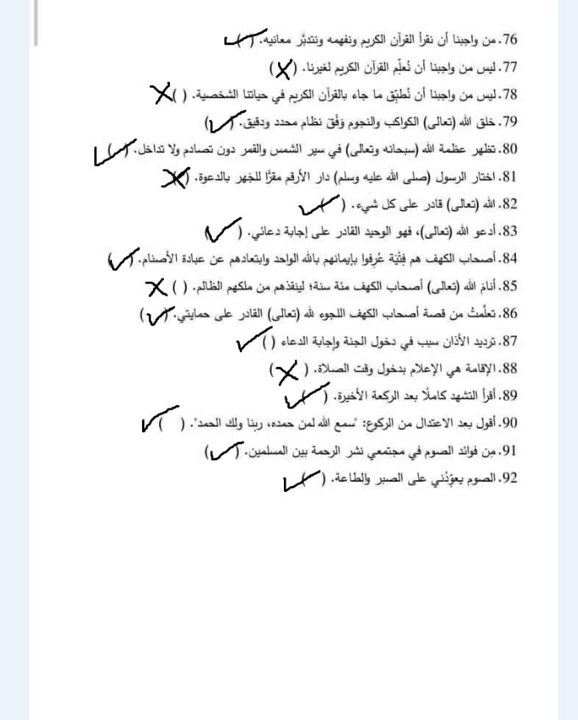 76. من واجبنا أن نقرأ القرآن الكريم ونفهمه ونتدبَّر معانيه. (✓)
77. ليس من واجبنا أن نُعلِّم القرآن الكريم لغيرنا. (X)
78. ليس من واجبنا أن نُطبِّق ما جاء بالقرآن الكريم في حياتنا الشخصية. ( ) X
79. خلق الله (تعالى) الكواكب والنجوم وَفْق نظام محدد ودقيق. (✓)
80. تظهر عظمة الله (سبحانه وتعالى) في سير الشمس والقمر دون تصادم ولا تداخل. (✓)
81. اختار الرسول (صلى الله عليه وسلم) دار الأرقم مقرًّا للجَهر بالدعوة. (X)
82. الله (تعالى) قادر على كل شيء. (✓)
83. أدعو الله (تعالى)، فهو الوحيد القادر على إجابة دعائي. (✓)
84. أصحاب الكهف هم فِتْيَة عُرِفوا بإيمانهم بالله الواحد وابتعادهم عن عبادة الأصنام. (✓)
85. أنامَ الله (تعالى) أصحاب الكهف مئة سنة؛ لينقذهم من ملكهم الظالم. ( ) X
86. تعلَّمتُ من قصة أصحاب الكهف اللجوء لله (تعالى) القادر على حمايتي. (✓)
87. ترديد الأذان سبب في دخول الجنة وإجابة الدعاء ( ) ✓
88. الإقامة هي الإعلام بدخول وقت الصلاة. (X)
89. أقرأ التشهد كاملًا بعد الركعة الأخيرة. (✓)
90. أقول بعد الاعتدال من الركوع: "سمع الله لمن حمده، ربنا ولك الحمد". ( ) ✓
91. مِن فوائد الصوم في مجتمعي نشر الرحمة بين المسلمين. (✓)
92. الصوم يعوِّدُني على الصبر والطاعة. (✓)